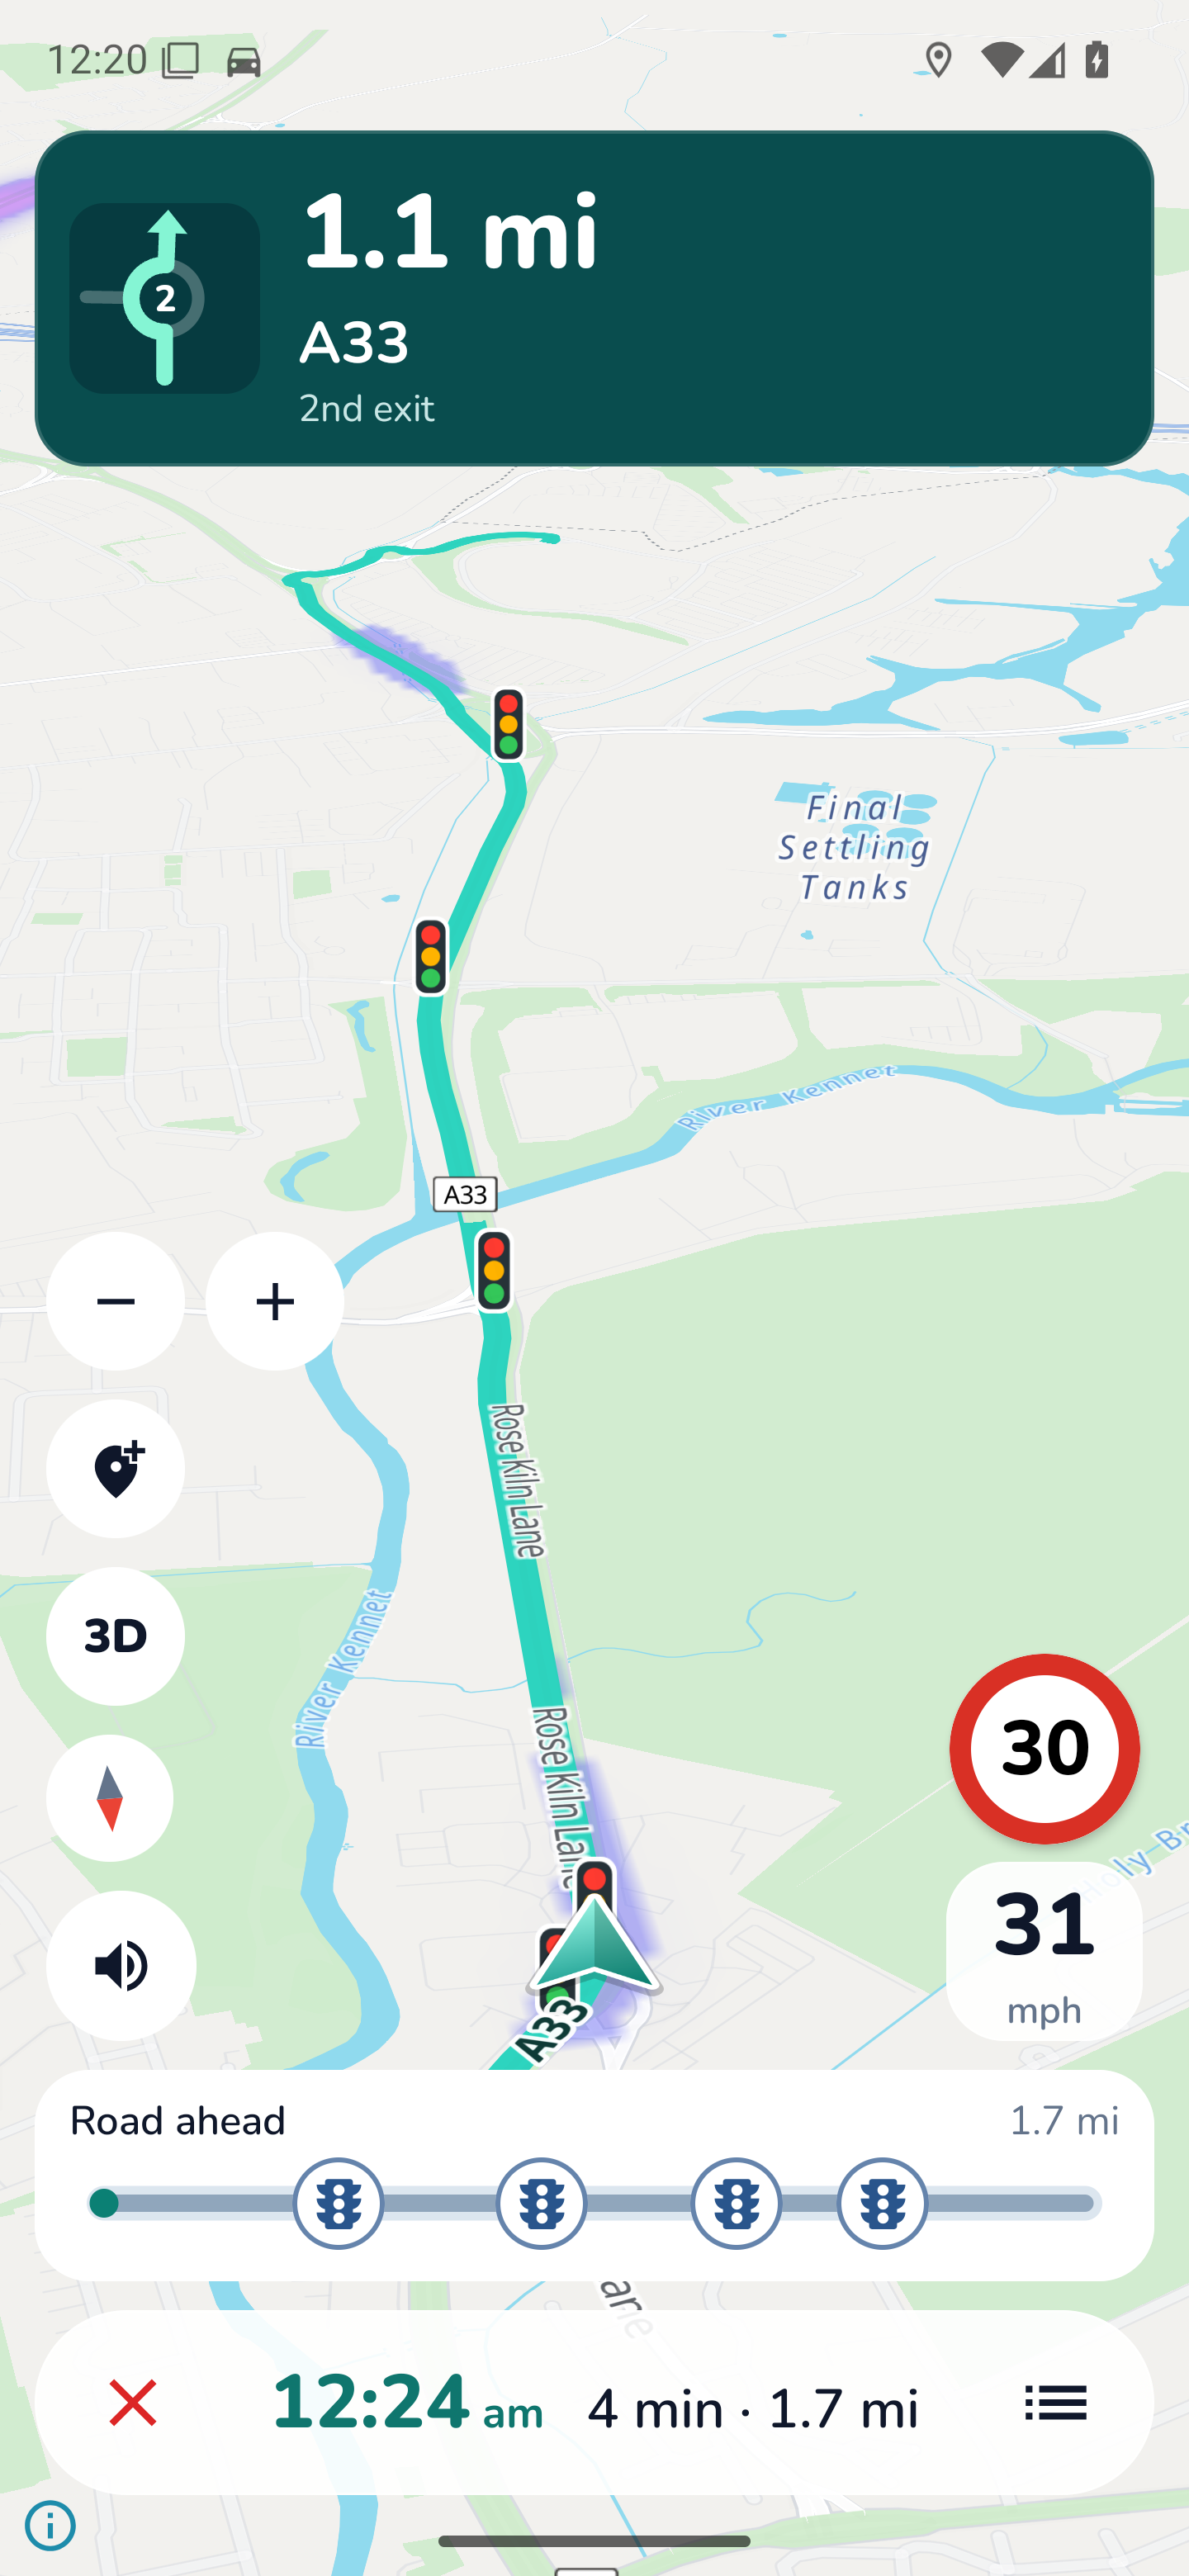 12:20
1.1 mi
2
A33
2nd exit
Final
Settling
Tanks
River Kennet
A33
Rose Kiln Lane
3D
River Kennet
Rose Kiln Lane
30
31
mph
A33
Road ahead
1.7 mi
12:24 am
4 min · 1.7 mi